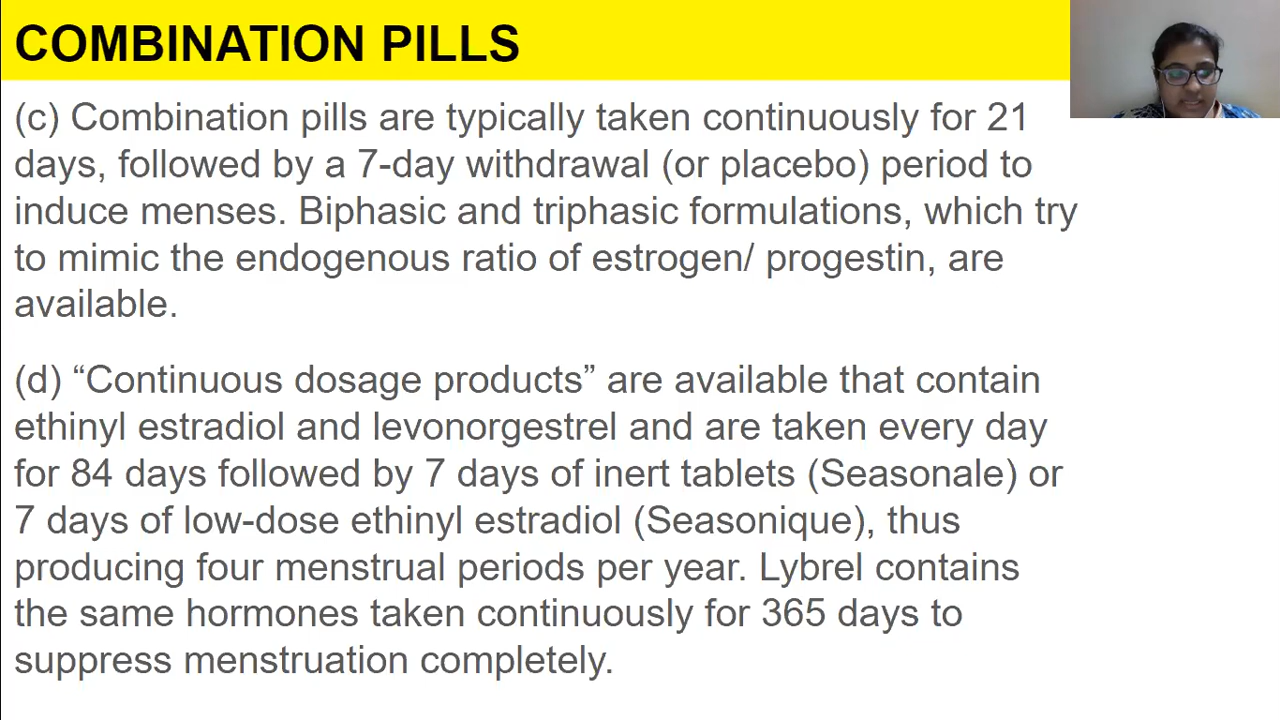 COMBINATION PILLS
(c) Combination pills are typically taken continuously for 21
days, followed by a 7-day withdrawal (or placebo) period to
induce menses. Biphasic and triphasic formulations, which try
to mimic the endogenous ratio of estrogen/ progestin, are
available.
(d) “Continuous dosage products” are available that contain
ethinyl estradiol and levonorgestrel and are taken every day
for 84 days followed by 7 days of inert tablets (Seasonale) or
7 days of low-dose ethinyl estradiol (Seasonique), thus
producing four menstrual periods per year. Lybrel contains
the same hormones taken continuously for 365 days to
suppress menstruation completely.